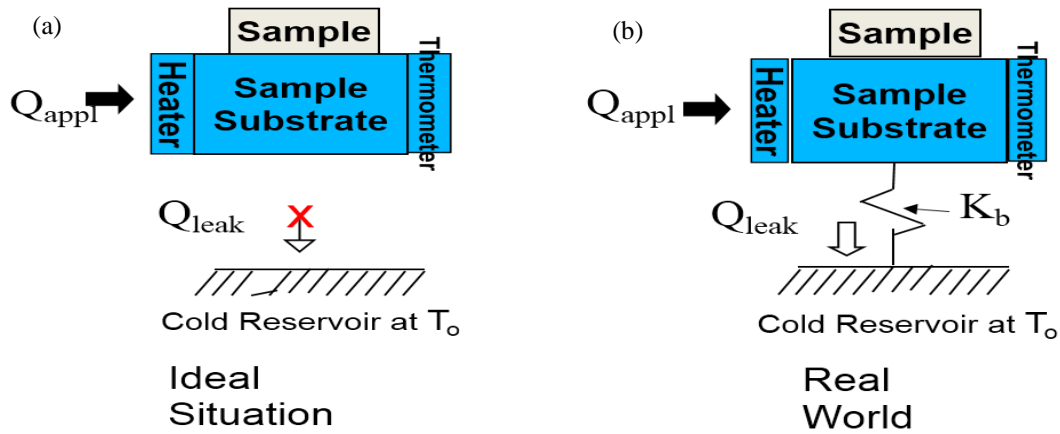 (a)
Sample
Heater
Sample
Substrate
Thermometer
Qappl
Qleak
X
Cold Reservoir at To
Ideal
Situation
(b)
Sample
Heater
Sample
Substrate
Thermometer
Qappl
Qleak
Kb
Cold Reservoir at To
Real
World